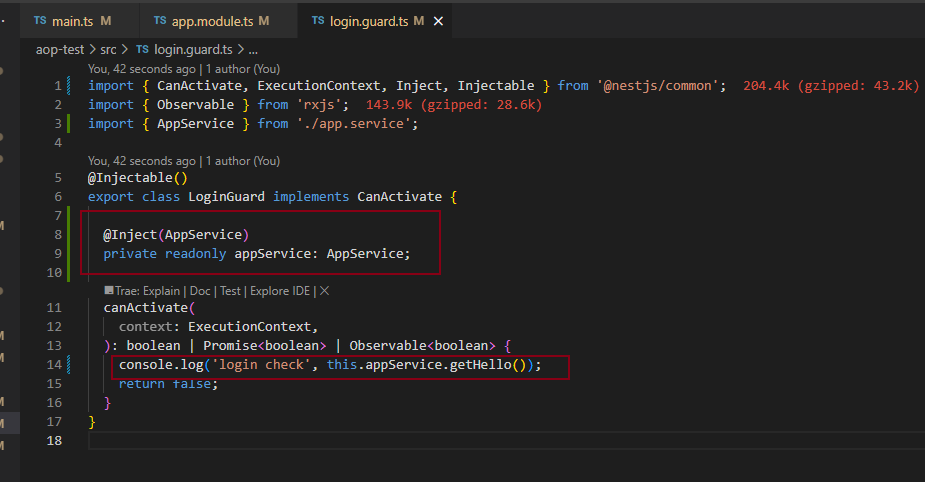 TS main.ts M TS app.module.ts M TS login.guard.ts M ✕
aop-test > src > TS login.guard.ts > ...
You, 42 seconds ago | 1 author (You)
1 import { CanActivate, ExecutionContext, Inject, Injectable } from '@nestjs/common'; 204.4k (gzipped: 43.2k)
2 import { Observable } from 'rxjs'; 143.9k (gzipped: 28.6k)
3 import { AppService } from './app.service';
4
You, 42 seconds ago | 1 author (You)
5 @Injectable()
6 export class LoginGuard implements CanActivate {
7
8 @Inject(AppService)
9 private readonly appService: AppService;
10
Trae: Explain | Doc | Test | Explore IDE | ✕
11 canActivate(
12 context: ExecutionContext,
13 ): boolean | Promise<boolean> | Observable<boolean> {
14 console.log('login check', this.appService.getHello());
15 return false;
16 }
17 }
18